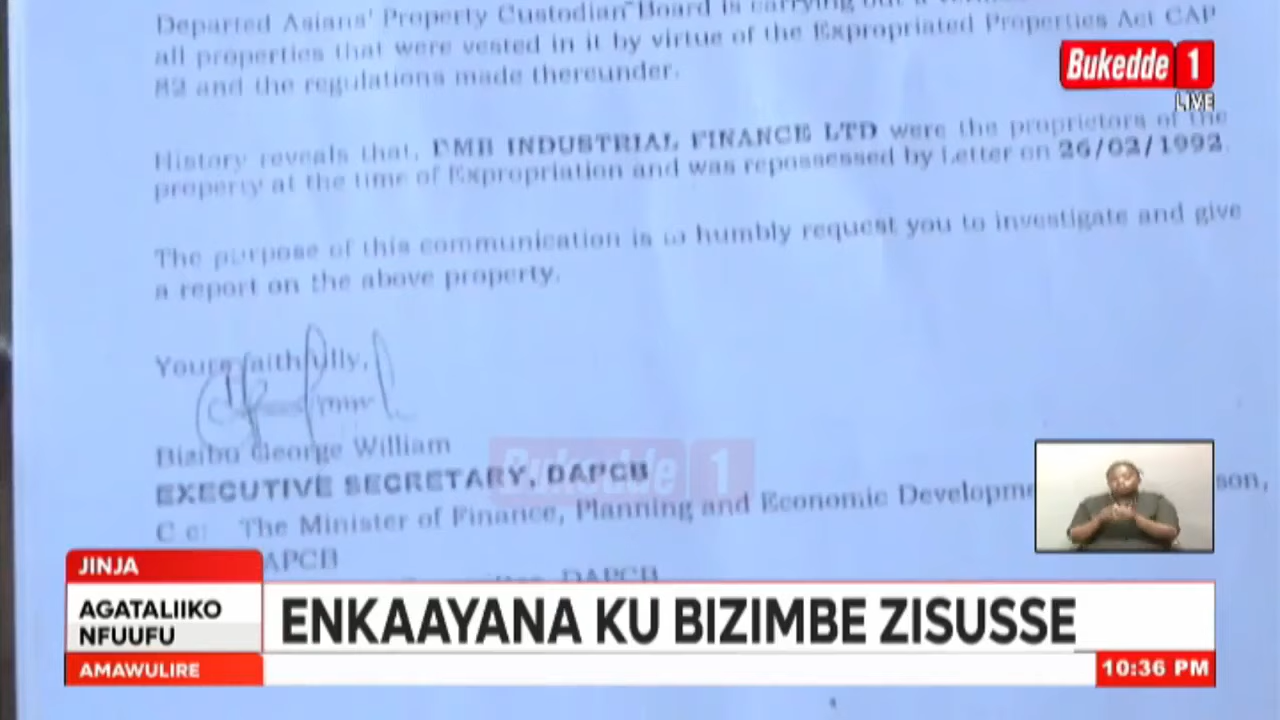 Departed Asians' Property Custodian Board is carrying out a
all properties that were vested in it by virtue of the Expropriated Properties Act CAP
82 and the regulations made thereunder.
History reveals that, DMB INDUSTRIAL FINANCE LTD were the proprietors of the
property at the time of Expropriation and was repossessed by Letter on 26/02/1992.
The purpose of this communication is to humbly request you to investigate and give
a report on the above property.
Yours faithfully,
Bizibu George William
EXECUTIVE SECRETARY, DAPCB
C c: The Minister of Finance, Planning and Economic Developme son,
APCB
DAPCB
Bukedde 1
LIVE
Bukedde 1
JINJA
AGATALIIKO
NFUUFU
AMAWULIRE
ENKAAYANA KU BIZIMBE ZISUSSE
10:36 PM